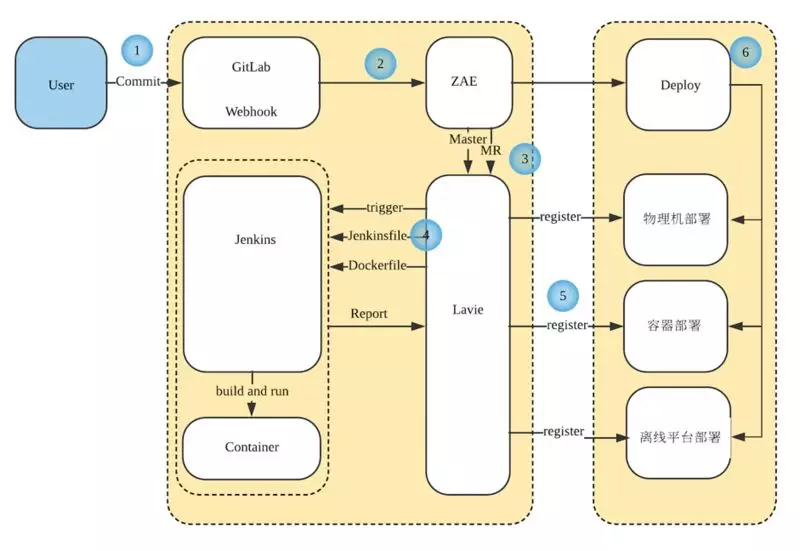 1
2
6
User
Commit
GitLab
Webhook
ZAE
Deploy
Master
MR
3
Jenkins
trigger
Jenkinsfile
4
Dockerfile
Report
Lavie
register
物理机部署
5
register
容器部署
build and run
Container
register
离线平台部署